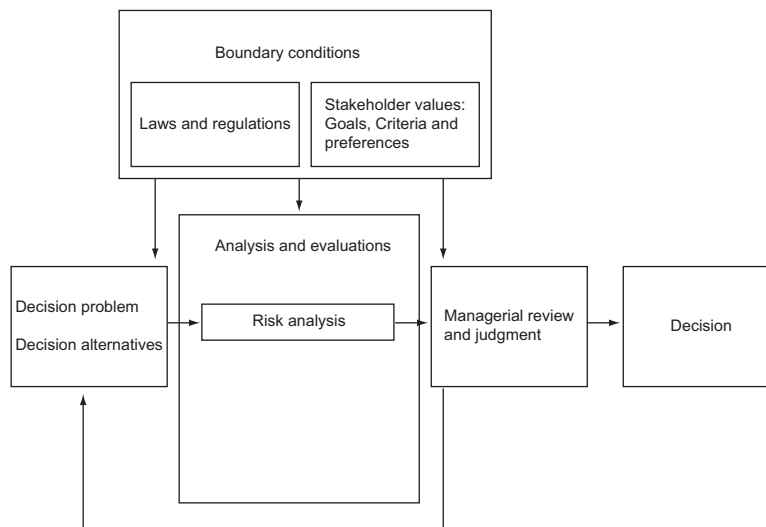 Boundary conditions
Laws and regulations
Stakeholder values:
Goals, Criteria and
preferences
Analysis and evaluations
Decision problem
Decision alternatives
Risk analysis
Managerial review
and judgment
Decision